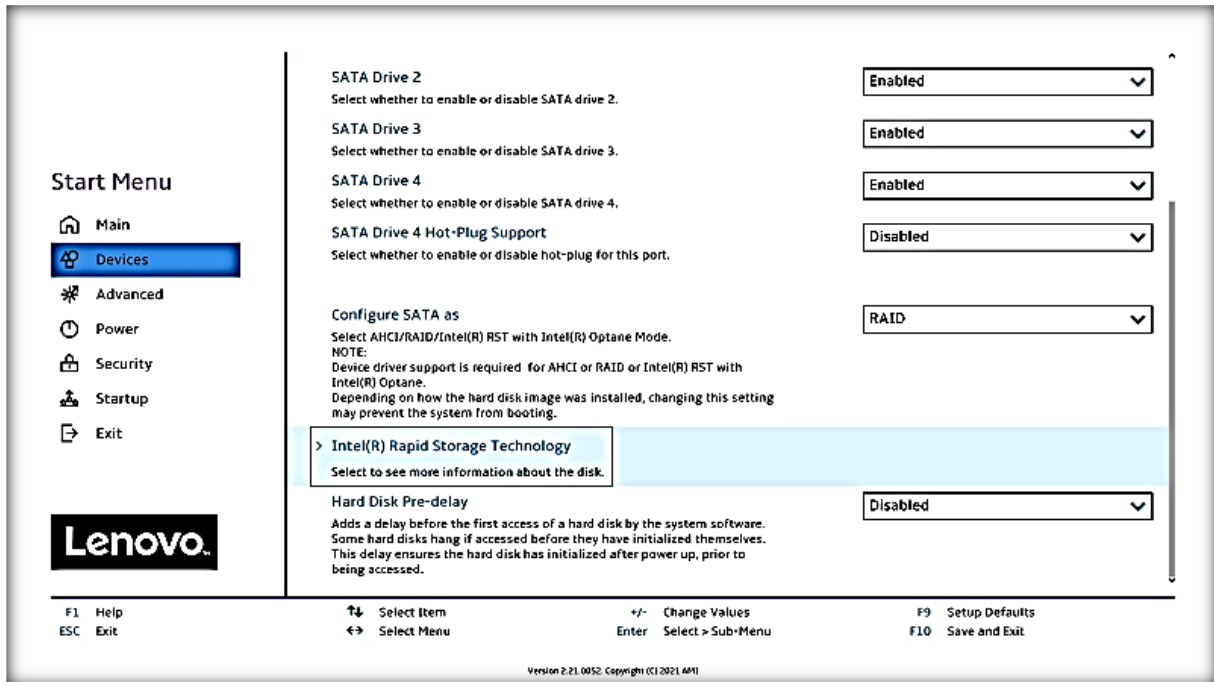 Start Menu
Main
Devices
Advanced
Power
Security
Startup
Exit
Lenovo.
SATA Drive 2
Enabled
Select whether to enable or disable SATA drive 2.
SATA Drive 3
Enabled
Select whether to enable or disable SATA drive 3.
SATA Drive 4
Enabled
Select whether to enable or disable SATA drive 4.
SATA Drive 4 Hot-Plug Support
Disabled
Select whether to enable or disable hot-plug for this port.
Configure SATA as
RAID
Select AHCI/RAID/Intel(R) RST with Intel(R) Optane Mode.
NOTE:
Device driver support is required for AHCI or RAID or Intel(R) RST with
Intel(R) Optane.
Depending on how the hard disk image was installed, changing this setting
may prevent the system from booting.
> Intel(R) Rapid Storage Technology
Select to see more information about the disk.
Hard Disk Pre-delay
Disabled
Adds a delay before the first access of a hard disk by the system software.
Some hard disks hang if accessed before they have initialized themselves.
This delay ensures the hard disk has initialized after power up, prior to
being accessed.
F1 Help ↑↓ Select Item +/- Change Values F9 Setup Defaults
ESC Exit ↔ Select Menu Enter Select > Sub-Menu F10 Save and Exit
Version 2.21.0052. Copyright (C) 2021 AMI